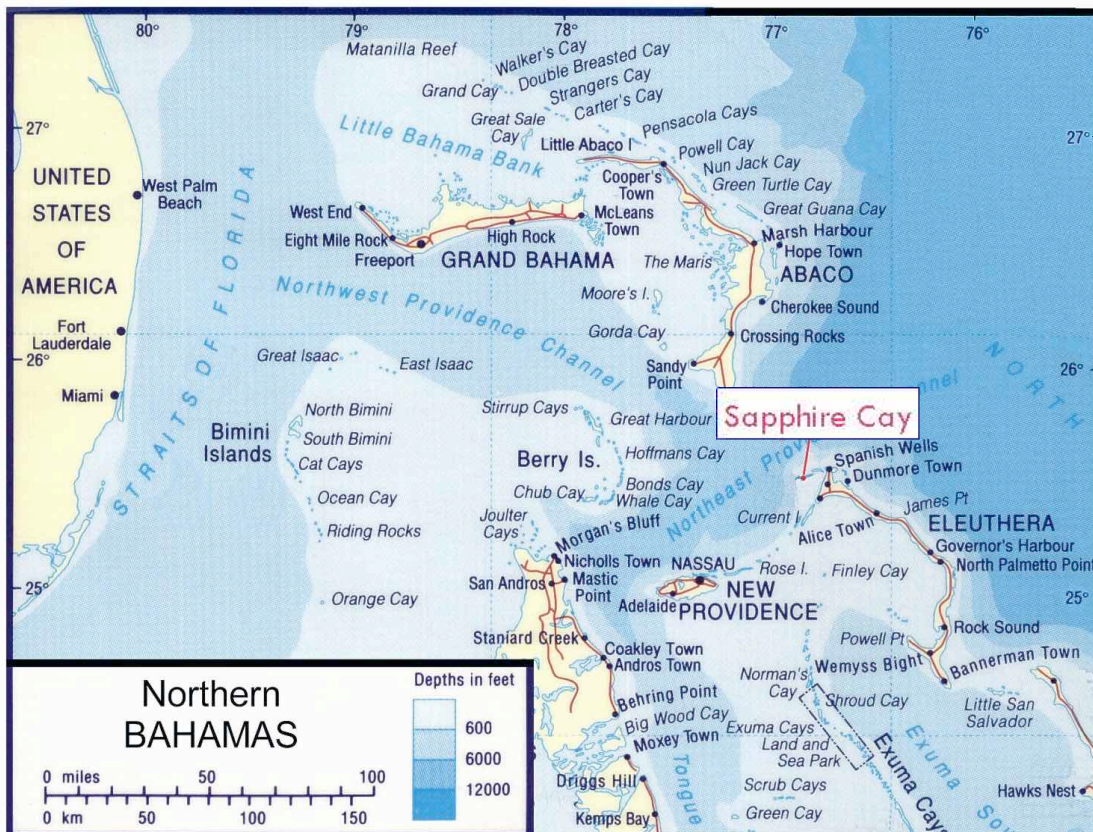 80°
79°
78°
77°
76°
Matanilla Reef
Walker's Cay
Double Breasted Cay
Grand Cay
Strangers Cay
Carter's Cay
27°
Great Sale
Cay
Pensacola Cays
27°
Little Bahama Bank
Little Abaco I
Powell Cay
UNITED
STATES
OF
AMERICA
West Palm
Beach
Cooper's
Town
Nun Jack Cay
Green Turtle Cay
West End
McLeans
Town
Great Guana Cay
Eight Mile Rock
High Rock
Marsh Harbour
Freeport
GRAND BAHAMA
Hope Town
The Maris
ABACO
STRAITS OF FLORIDA
Northwest Providence Channel
Moore's I.
Cherokee Sound
Fort
Lauderdale
Gorda Cay
Crossing Rocks
Great Isaac
East Isaac
26°
Sandy
Point
26°
NORTH
Miami
Sapphire Cay
North Bimini
Stirrup Cays
Great Harbour
Bimini
Islands
South Bimini
Cat Cays
Berry Is.
Hoffmans Cay
Northeast Provi
nnel
Spanish Wells
Dunmore Town
Ocean Cay
Chub Cay
Bonds Cay
Whale Cay
James Pt
Riding Rocks
Joulter
Cays
Morgan's Bluff
Current I.
Alice Town
ELEUTHERA
Nicholls Town
NASSAU
Governor's Harbour
25°
San Andros
Mastic
Point
Rose I.
Finley Cay
North Palmetto Point
25°
Orange Cay
Adelaide
NEW
PROVIDENCE
Staniard Creek
Powell Pt
Rock Sound
Coakley Town
Andros Town
Wemyss Bight
Bannerman Town
Norman's
Cay
Shroud Cay
Behring Point
Big Wood Cay
Little San
Salvador
Moxey Town
Exuma Cays
Land and
Sea Park
Exuma Cays
Exuma So
Driggs Hill
Tongue
Scrub Cays
Hawks Nest
Kemps Bay
Green Cay
Northern
BAHAMAS
Depths in feet
600
6000
12000
0 miles 50 100
0 km 50 100 150